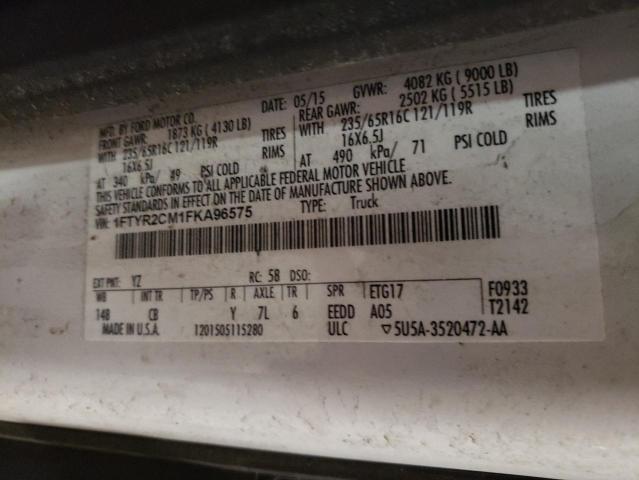 MFD. BY FORD MOTOR CO. DATE: 05/15 GVWR: 4082 KG ( 9000 LB)
FRONT GAWR: 1873 KG ( 4130 LB) REAR GAWR: 2502 KG ( 5515 LB)
WITH 235/65R16C 121/119R TIRES WITH 235/65R16C 121/119R TIRES
16X6.5J RIMS 16X6.5J RIMS
AT 340 kPa/ 49 PSI COLD AT 490 kPa/ 71 PSI COLD
THIS VEHICLE CONFORMS TO ALL APPLICABLE FEDERAL MOTOR VEHICLE
SAFETY STANDARDS IN EFFECT ON THE DATE OF MANUFACTURE SHOWN ABOVE.
VIN: 1FTYR2CM1FKA96575 TYPE: Truck
EXT PNT: YZ RC: 58 DSO:
WB INT TR TP/PS R AXLE TR SPR ETG17 F0933
148 CB Y 7L 6 EEDD A05 T2142
MADE IN U.S.A. 1201505115280 ULC ▽5U5A-3520472-AA